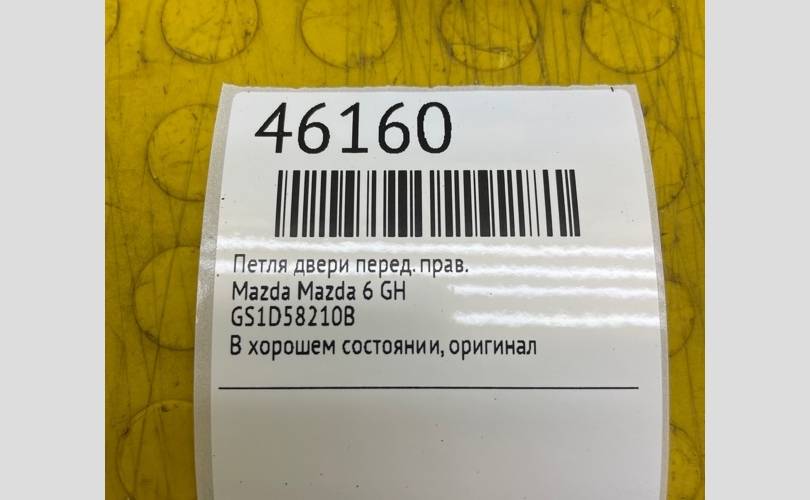 46160
Петля двери перед. прав.
Mazda Mazda 6 GH
GS1D58210B
В хорошем состоянии, оригинал